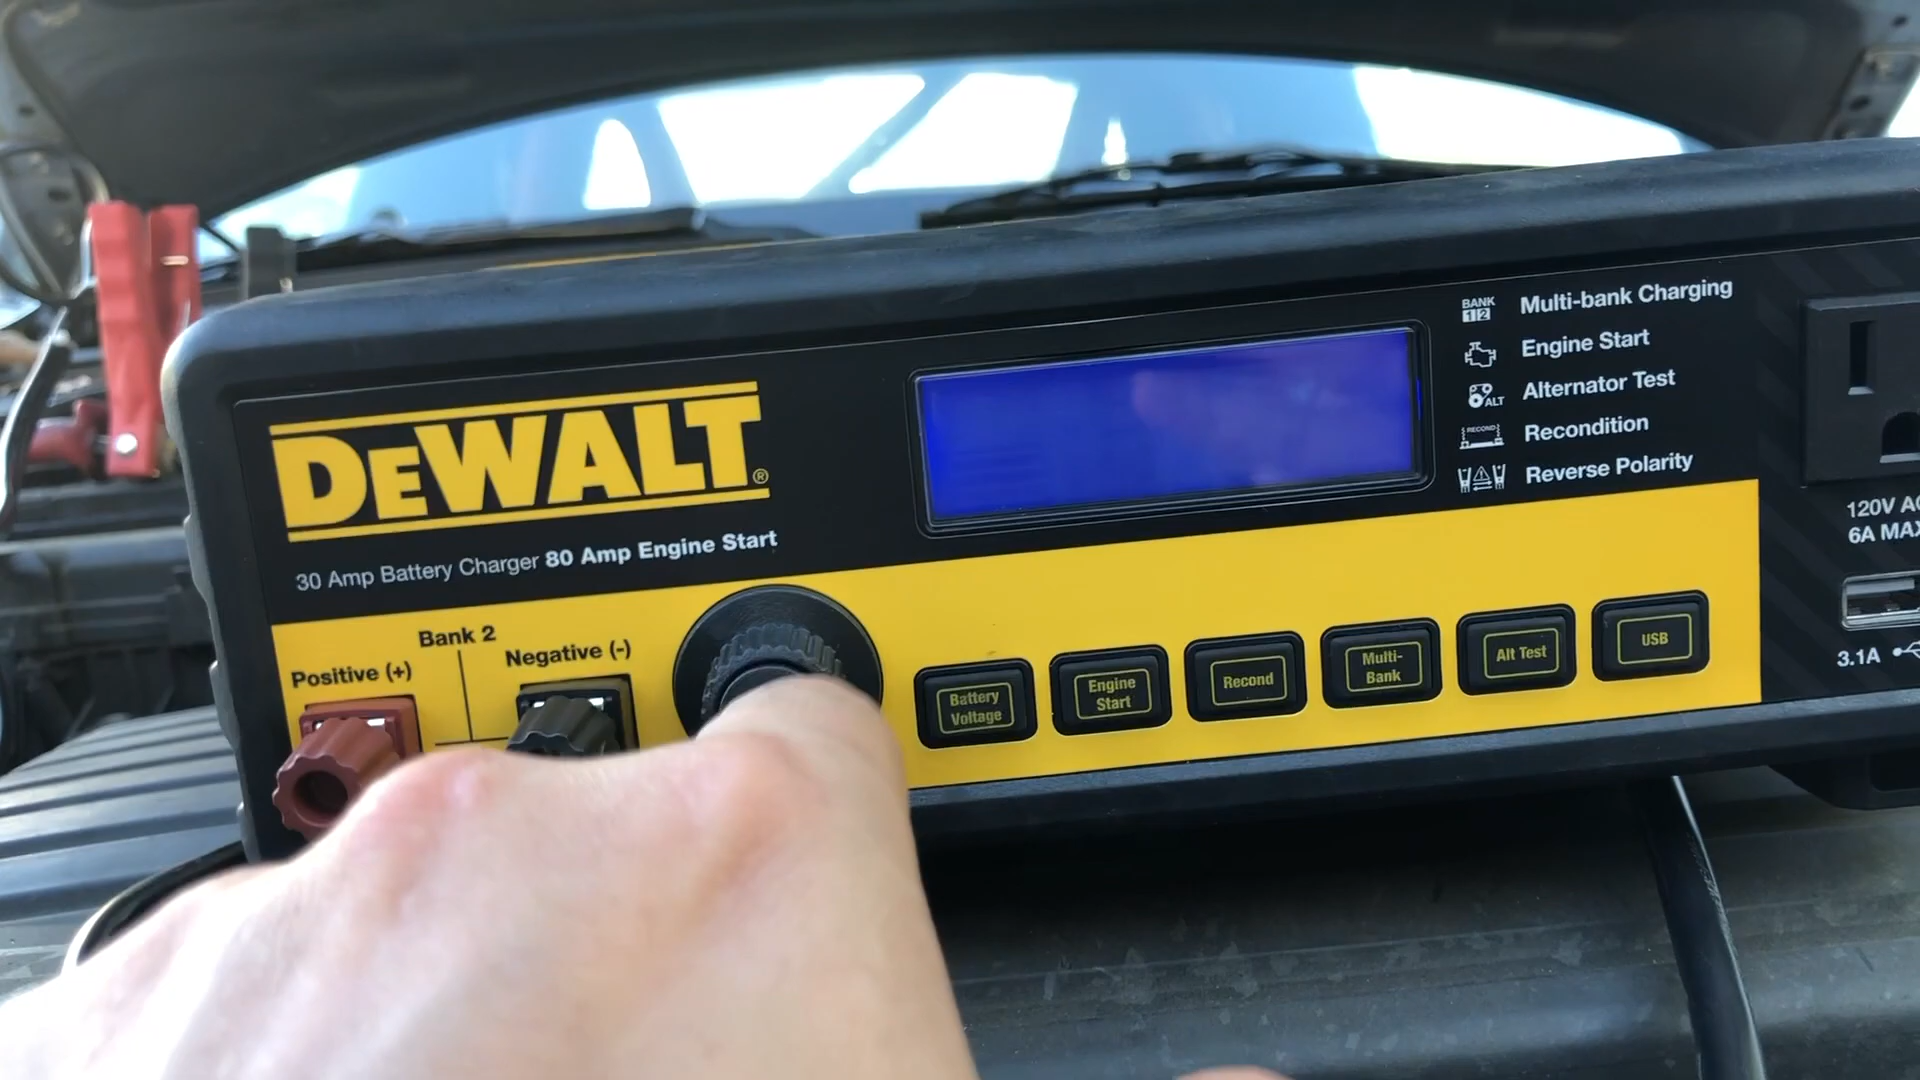 BANK
1 2
Multi-bank Charging
Engine Start
ALT
Alternator Test
RECOND
Recondition
Reverse Polarity
DEWALT®
30 Amp Battery Charger 80 Amp Engine Start
Bank 2
Positive (+)
Negative (-)
Battery
Voltage
Engine
Start
Recond
Multi-
Bank
Alt Test
USB
120V AC
6A MAX
3.1A